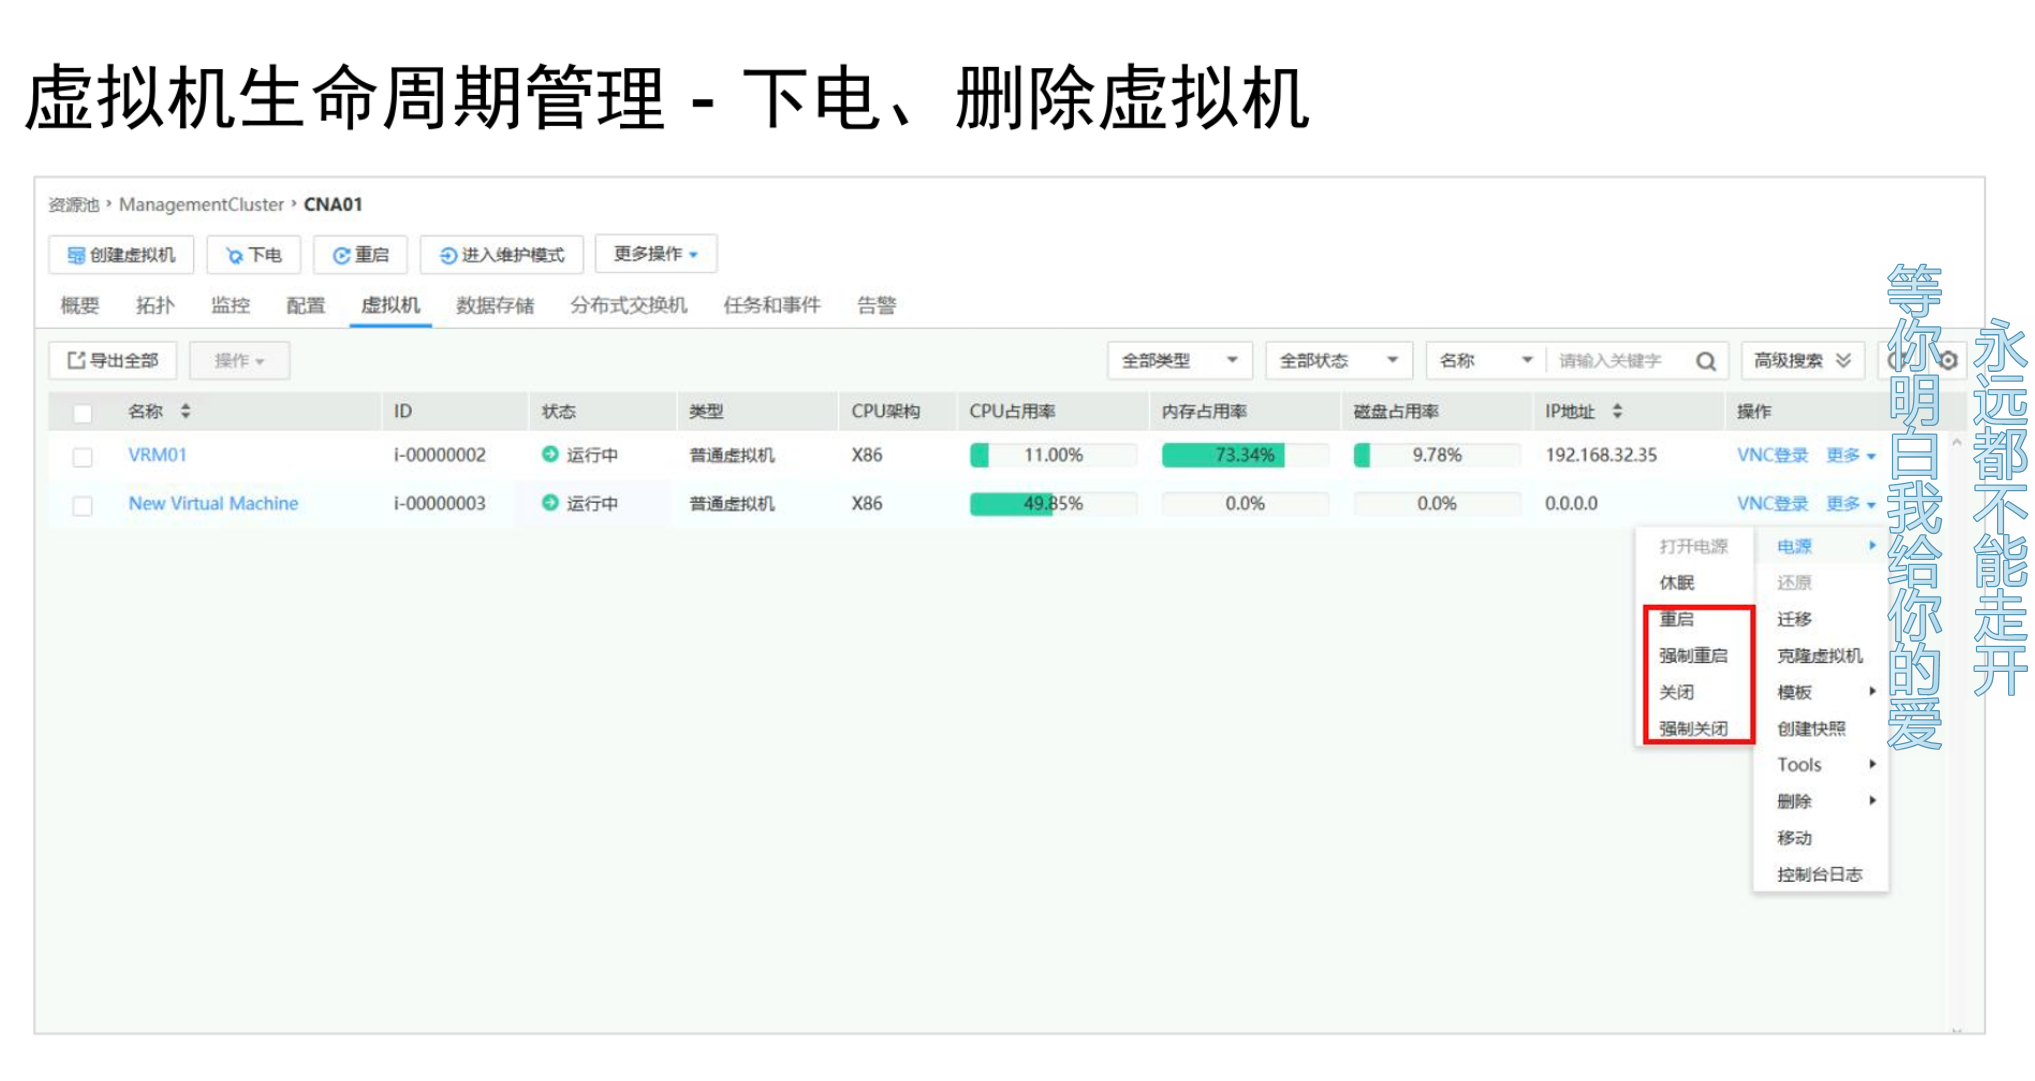 虚拟机生命周期管理 - 下电、删除虚拟机
资源池 › ManagementCluster › CNA01
创建虚拟机 下电 重启 进入维护模式 更多操作
概要 拓扑 监控 配置 虚拟机 数据存储 分布式交换机 任务和事件 告警
导出全部 操作 全部类型 全部状态 名称 请输入关键字 高级搜索
名称 ID 状态 类型 CPU架构 CPU占用率 内存占用率 磁盘占用率 IP地址 操作
VRM01 i-00000002 运行中 普通虚拟机 X86 11.00% 73.34% 9.78% 192.168.32.35 VNC登录 更多
New Virtual Machine i-00000003 运行中 普通虚拟机 X86 49.85% 0.0% 0.0% 0.0.0.0 VNC登录 更多
打开电源 电源
休眠 还原
重启 迁移
强制重启 克隆虚拟机
关闭 模板
强制关闭 创建快照
Tools
删除
移动
控制台日志
永远都不能走开
等你明白我给你的爱